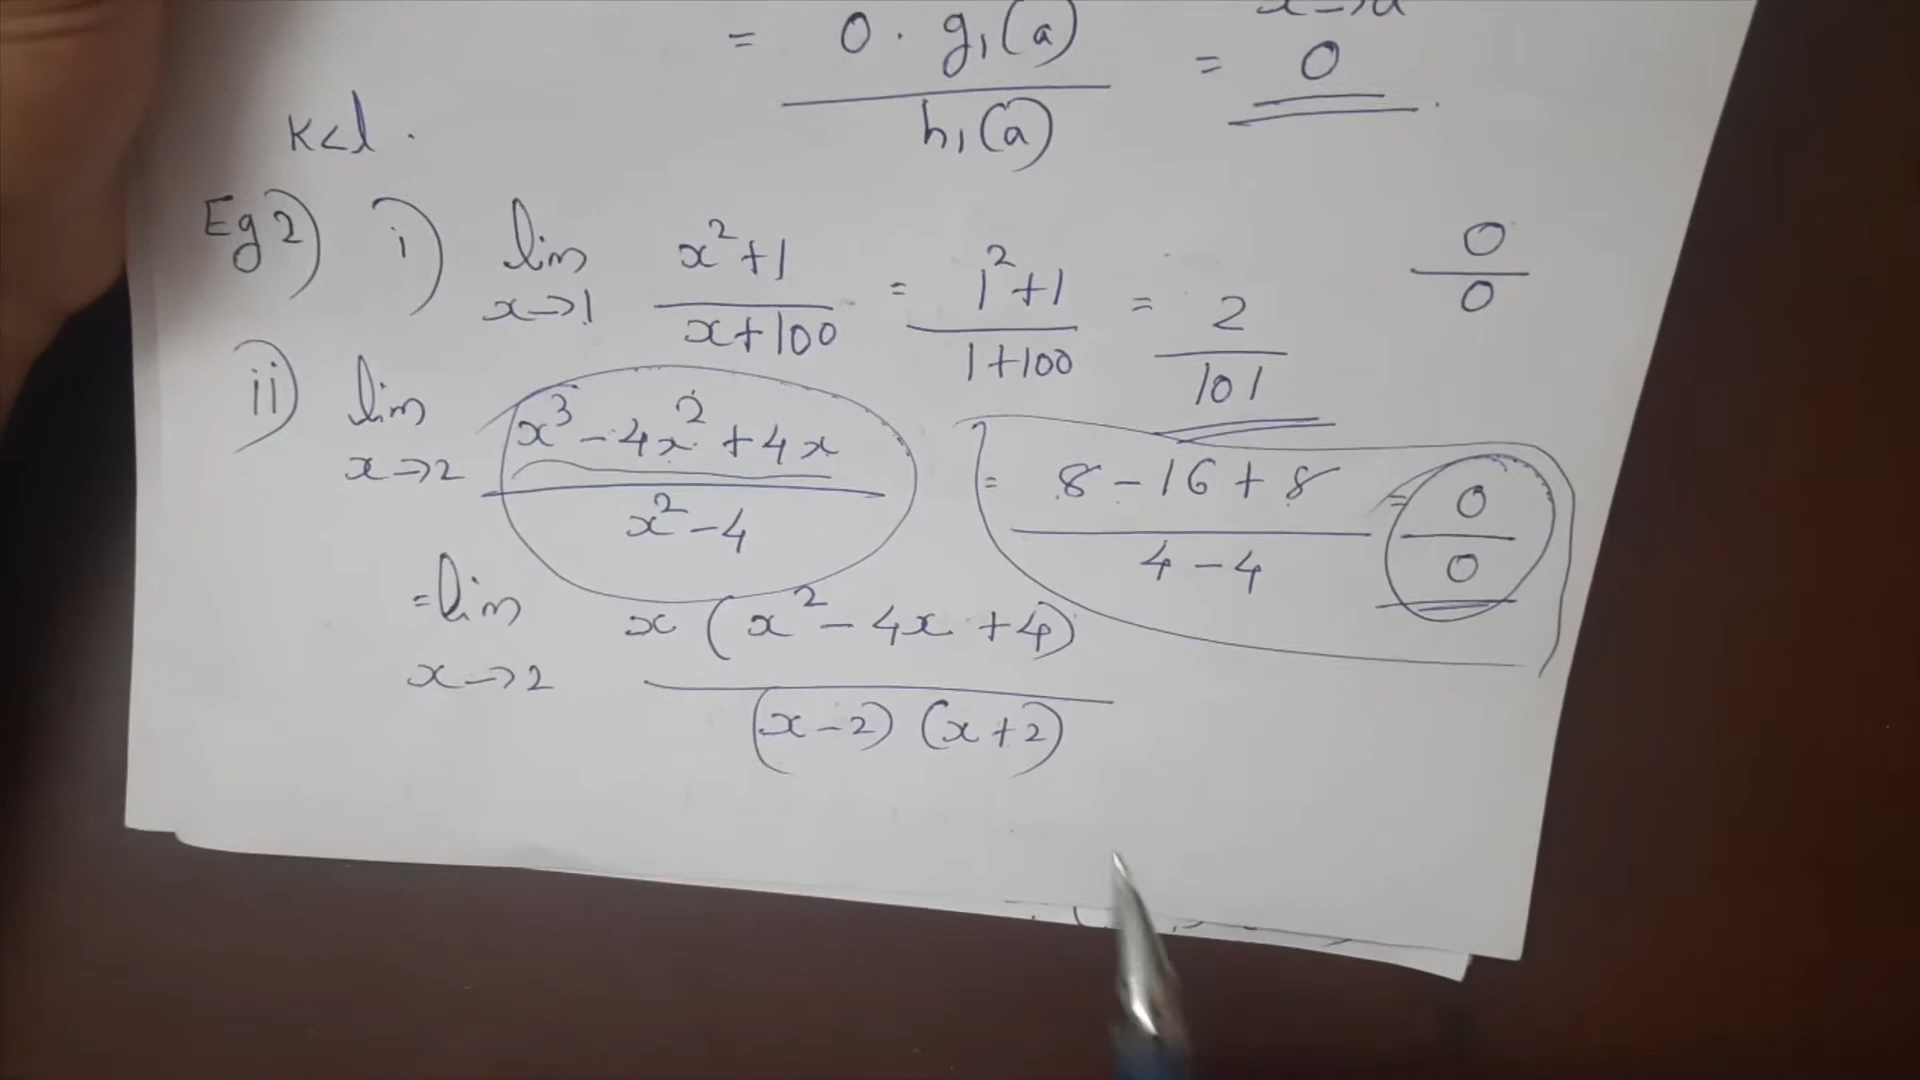 = 0 . g₁(a) / h₁(a) = 0
K<l .
Eg 2) i) lim x→1 x²+1 / x+100 = 1²+1 / 1+100 = 2 / 101
0 / 0
ii) lim x→2 x³ - 4x² + 4x / x² - 4 = 8 - 16 + 8 / 4 - 4 = 0 / 0
= lim x→2 x (x² - 4x + 4) / (x-2) (x+2)